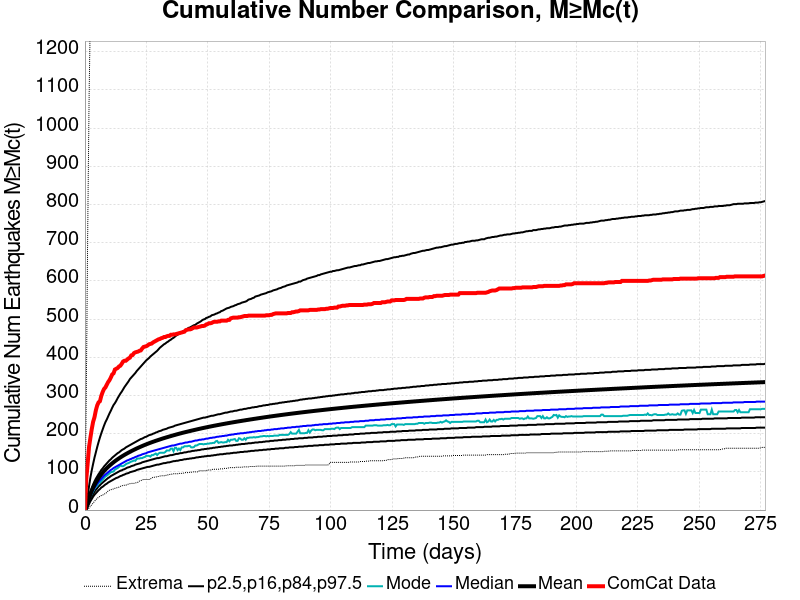 Cumulative Number Comparison, M≥Mc(t)
Cumulative Num Earthquakes M≥Mc(t)
1200
1100
1000
900
800
700
600
500
400
300
200
100
0
0 25 50 75 100 125 150 175 200 225 250 275
Time (days)
Extrema p2.5,p16,p84,p97.5 Mode Median Mean ComCat Data